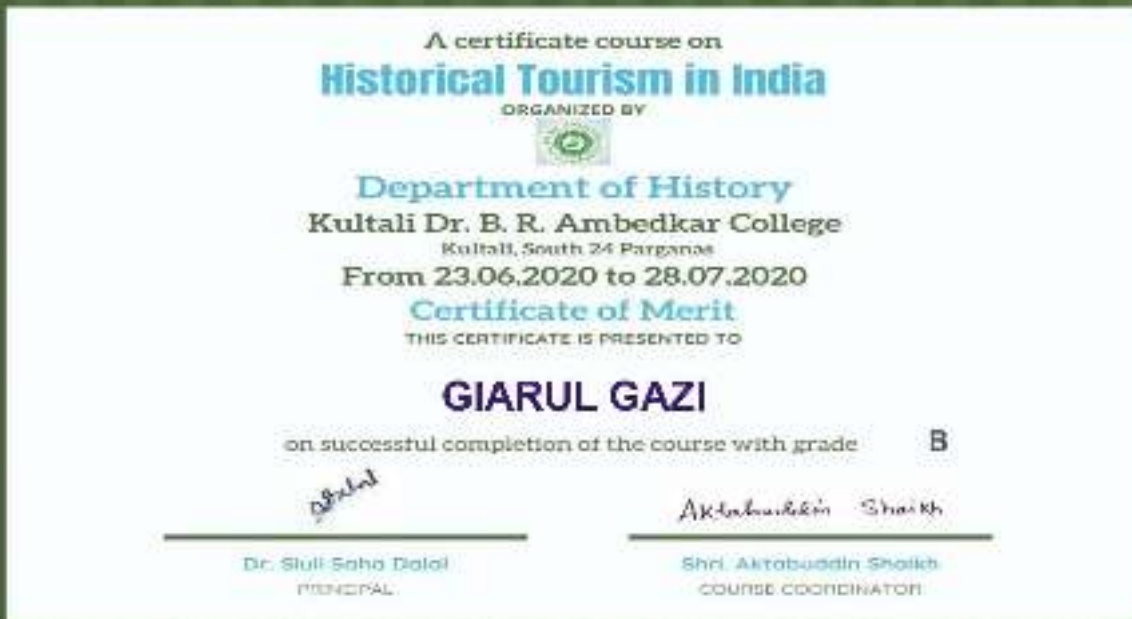 A certificate course on
Historical Tourism in India
ORGANIZED BY
Department of History
Kultali Dr. B. R. Ambedkar College
Kultali, South 24 Parganas
From 23.06.2020 to 28.07.2020
Certificate of Merit
THIS CERTIFICATE IS PRESENTED TO
GIARUL GAZI
on successful completion of the course with grade B
Aktabuddin Shaikh
Dr. Siuli Saha Dalal Shri. Aktabuddin Shaikh
PRINCIPAL COURSE COORDINATOR